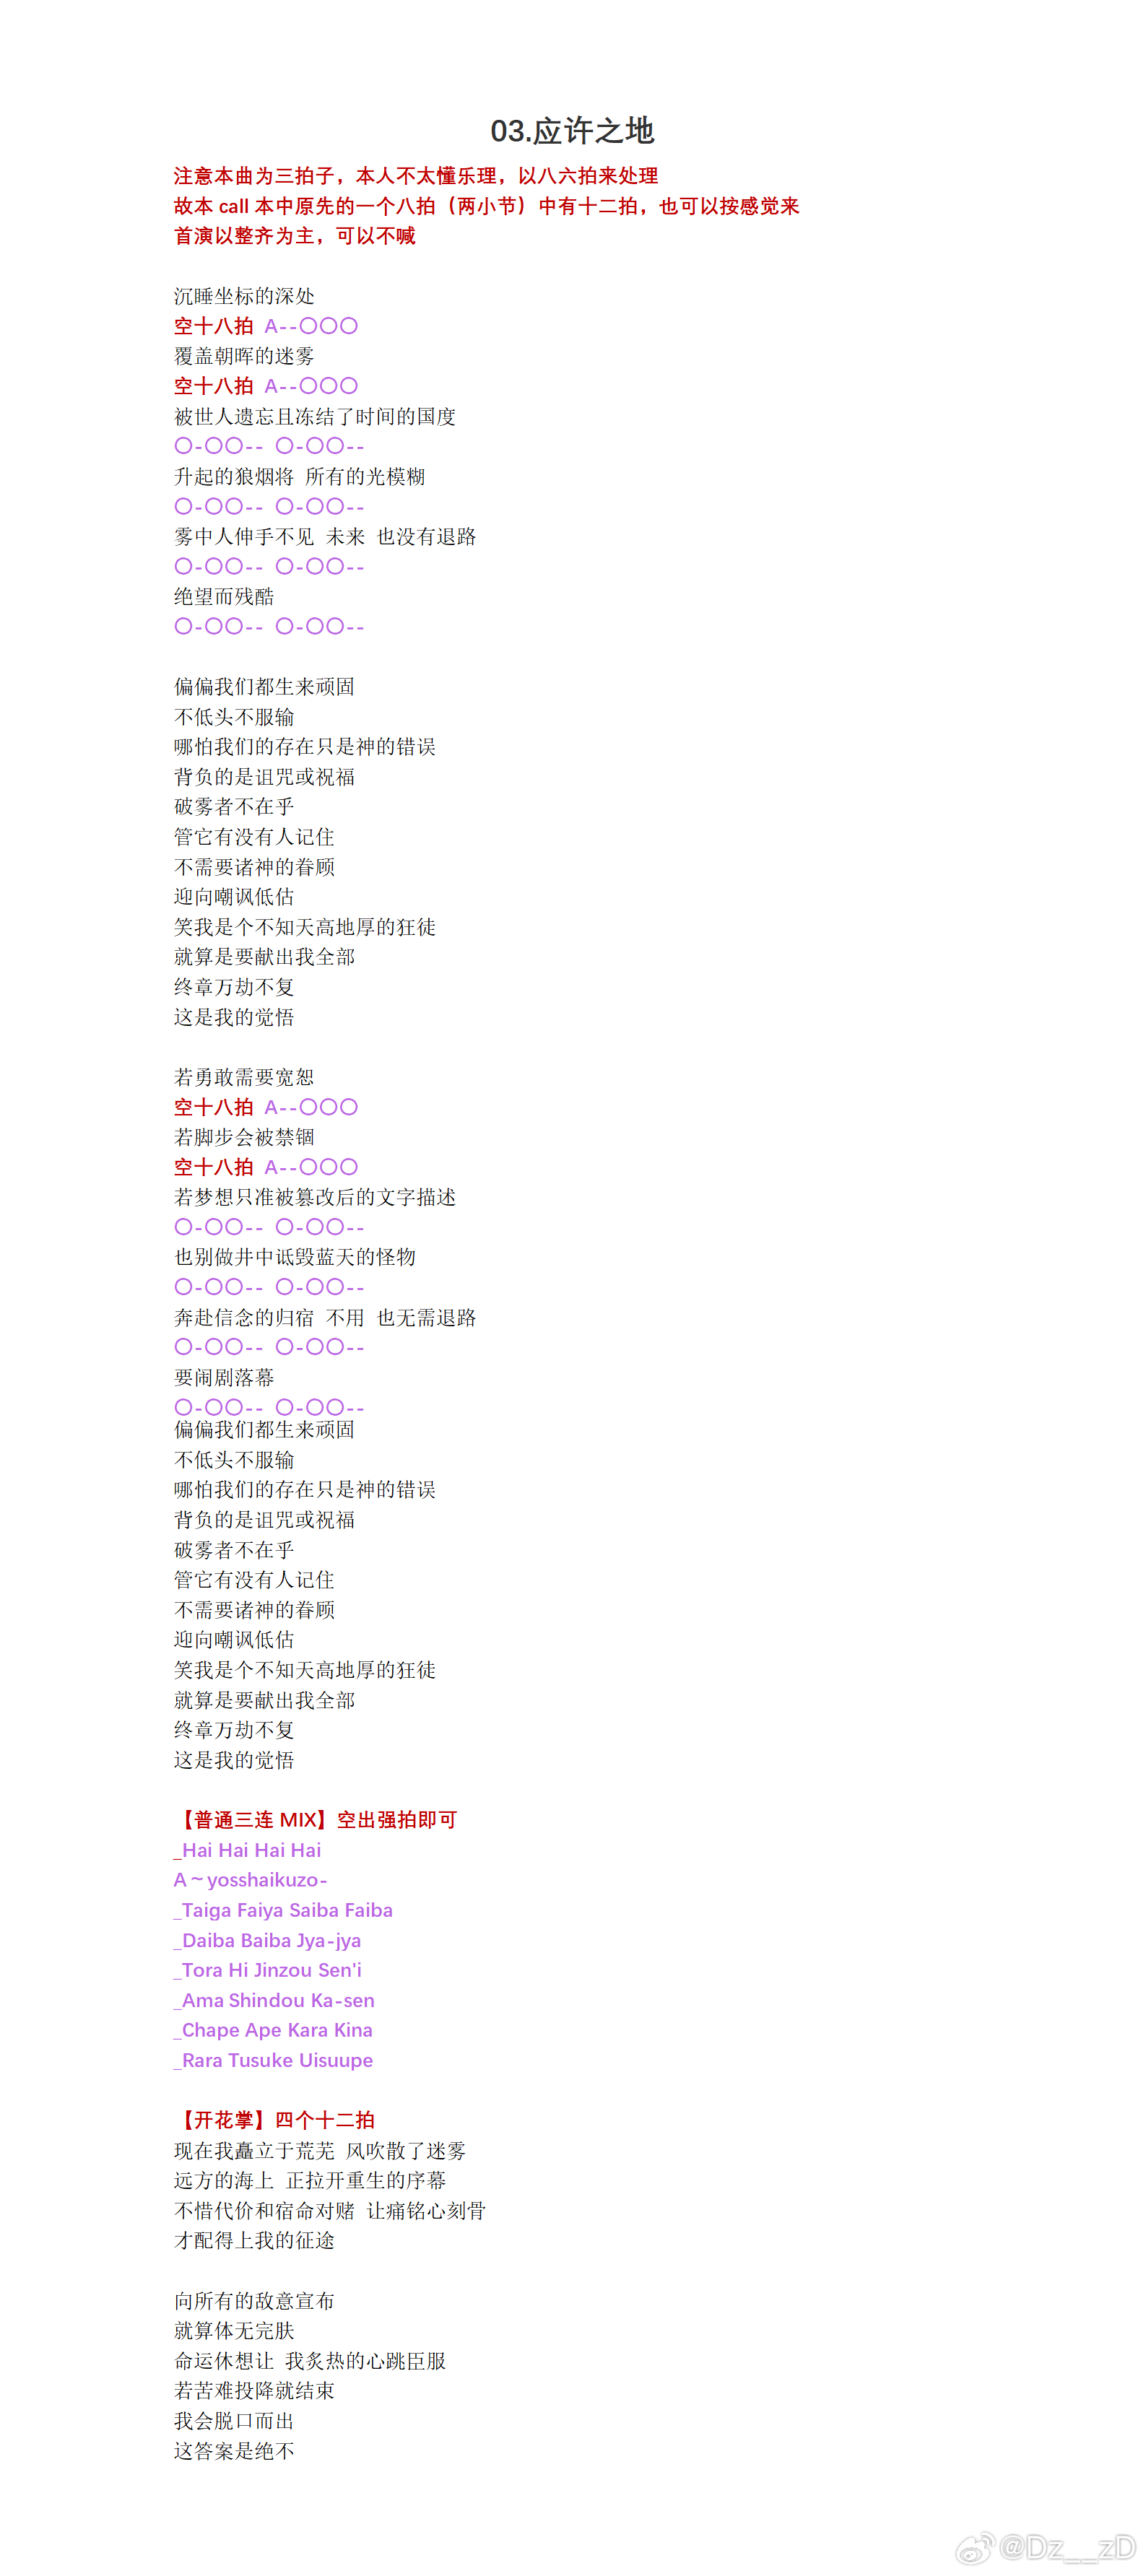 03.应许之地
注意本曲为三拍子，本人不太懂乐理，以八六拍来处理
故本 call 本中原先的一个八拍（两小节）中有十二拍，也可以按感觉来
首演以整齐为主，可以不喊
沉睡坐标的深处
空十八拍 A--〇〇〇
覆盖朝晖的迷雾
空十八拍 A--〇〇〇
被世人遗忘且冻结了时间的国度
〇-〇〇-- 〇-〇〇--
升起的狼烟将 所有的光模糊
〇-〇〇-- 〇-〇〇--
雾中人伸手不见 未来 也没有退路
〇-〇〇-- 〇-〇〇--
绝望而残酷
〇-〇〇-- 〇-〇〇--
偏偏我们都生来顽固
不低头不服输
哪怕我们的存在只是神的错误
背负的是诅咒或祝福
破雾者不在乎
管它有没有人记住
不需要诸神的眷顾
迎向嘲讽低估
笑我是个不知天高地厚的狂徒
就算是要献出我全部
终章万劫不复
这是我的觉悟
若勇敢需要宽恕
空十八拍 A--〇〇〇
若脚步会被禁锢
空十八拍 A--〇〇〇
若梦想只准被篡改后的文字描述
〇-〇〇-- 〇-〇〇--
也别做井中诋毁蓝天的怪物
〇-〇〇-- 〇-〇〇--
奔赴信念的归宿 不用 也无需退路
〇-〇〇-- 〇-〇〇--
要闹剧落幕
〇-〇〇-- 〇-〇〇--
偏偏我们都生来顽固
不低头不服输
哪怕我们的存在只是神的错误
背负的是诅咒或祝福
破雾者不在乎
管它有没有人记住
不需要诸神的眷顾
迎向嘲讽低估
笑我是个不知天高地厚的狂徒
就算是要献出我全部
终章万劫不复
这是我的觉悟
【普通三连 MIX】空出强拍即可
_Hai Hai Hai Hai
A～yosshaikuzo-
_Taiga Faiya Saiba Faiba
_Daiba Baiba Jya-jya
_Tora Hi Jinzou Sen'i
_Ama Shindou Ka-sen
_Chape Ape Kara Kina
_Rara Tusuke Uisuupe
【开花掌】四个十二拍
现在我矗立于荒芜 风吹散了迷雾
远方的海上 正拉开重生的序幕
不惜代价和宿命对赌 让痛铭心刻骨
才配得上我的征途
向所有的敌意宣布
就算体无完肤
命运休想让 我炙热的心跳臣服
若苦难投降就结束
我会脱口而出
这答案是绝不
@Dz__zD